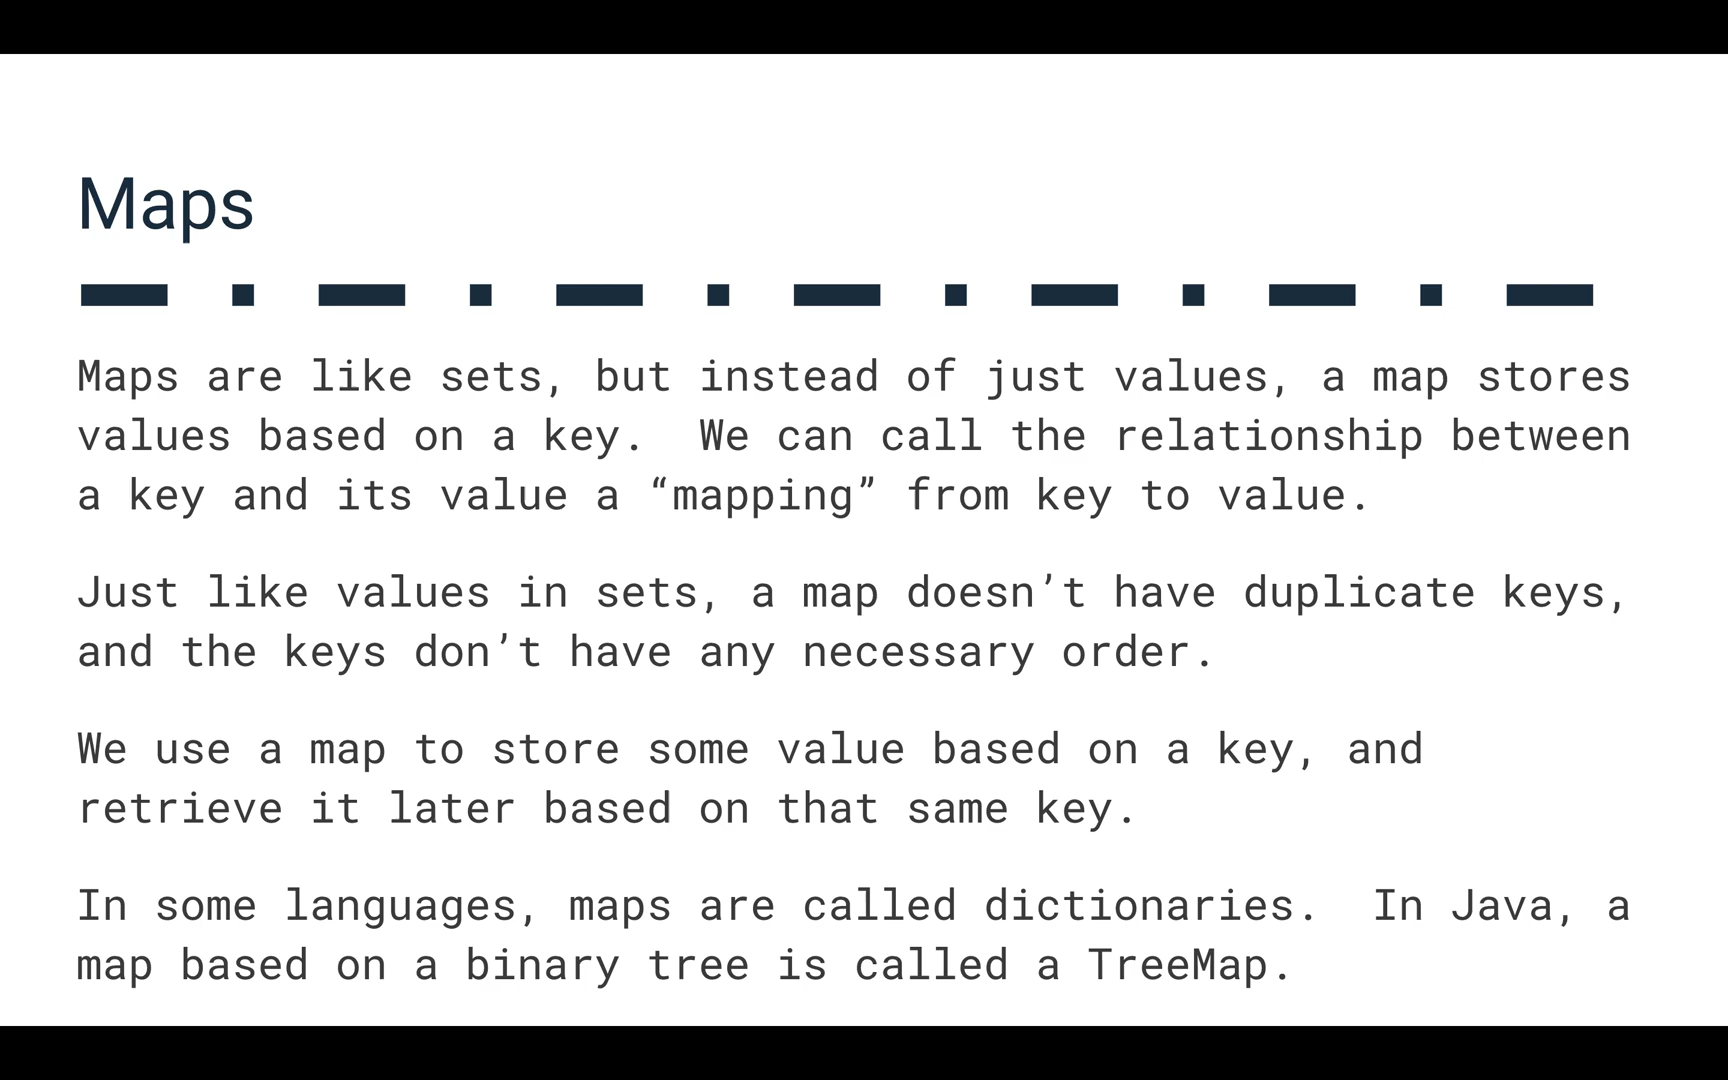 Maps
Maps are like sets, but instead of just values, a map stores
values based on a key.  We can call the relationship between
a key and its value a “mapping” from key to value.
Just like values in sets, a map doesn’t have duplicate keys,
and the keys don’t have any necessary order.
We use a map to store some value based on a key, and
retrieve it later based on that same key.
In some languages, maps are called dictionaries.  In Java, a
map based on a binary tree is called a TreeMap.